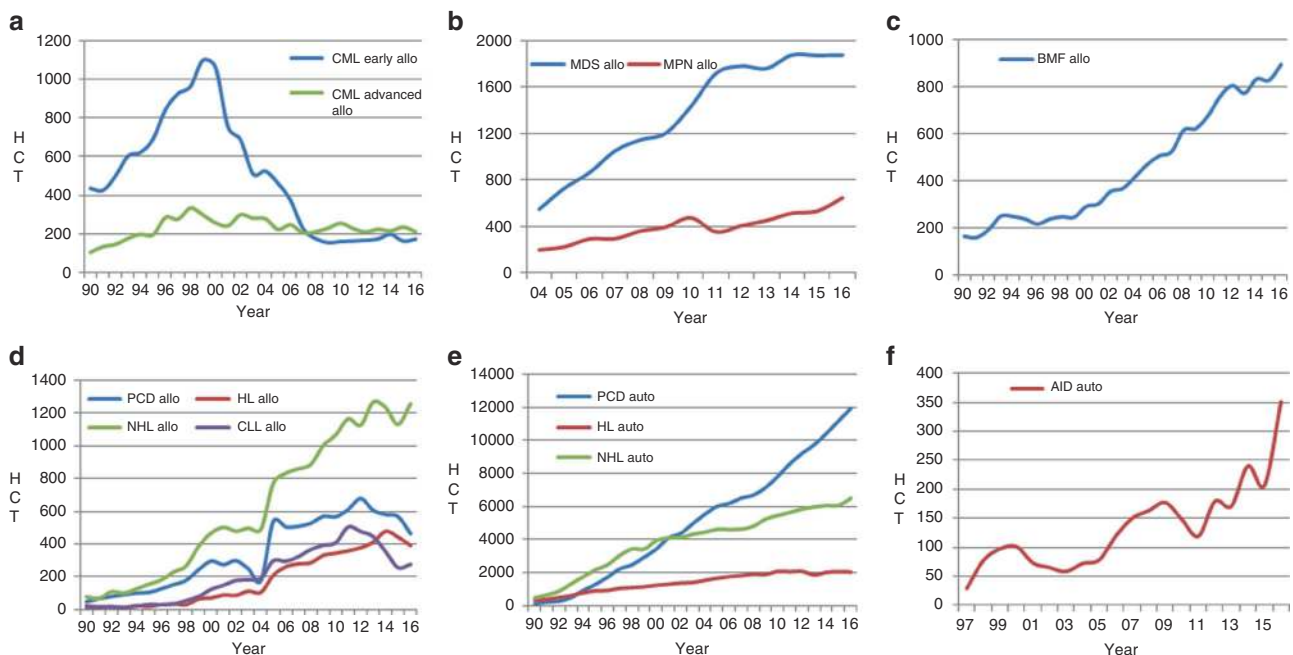 a
1200
1000
800
600
400
200
0
H
C
T
CML early allo
CML advanced
allo
90 92 94 96 98 00 02 04 06 08 10 12 14 16
Year
b
2000
1600
1200
800
400
0
H
C
T
MDS allo MPN allo
04 05 06 07 08 09 10 11 12 13 14 15 16
Year
c
1000
800
600
400
200
0
H
C
T
BMF allo
90 92 94 96 98 00 02 04 06 08 10 12 14 16
Year
d
1400
1200
1000
800
600
400
200
0
H
C
T
PCD allo HL allo
NHL allo CLL allo
90 92 94 96 98 00 02 04 06 08 10 12 14 16
Year
e
14000
12000
10000
8000
6000
4000
2000
0
H
C
T
PCD auto
HL auto
NHL auto
90 92 94 96 98 00 02 04 06 08 10 12 14 16
Year
f
400
350
300
250
200
150
100
50
0
H
C
T
AID auto
97 99 01 03 05 07 09 11 13 15
Year